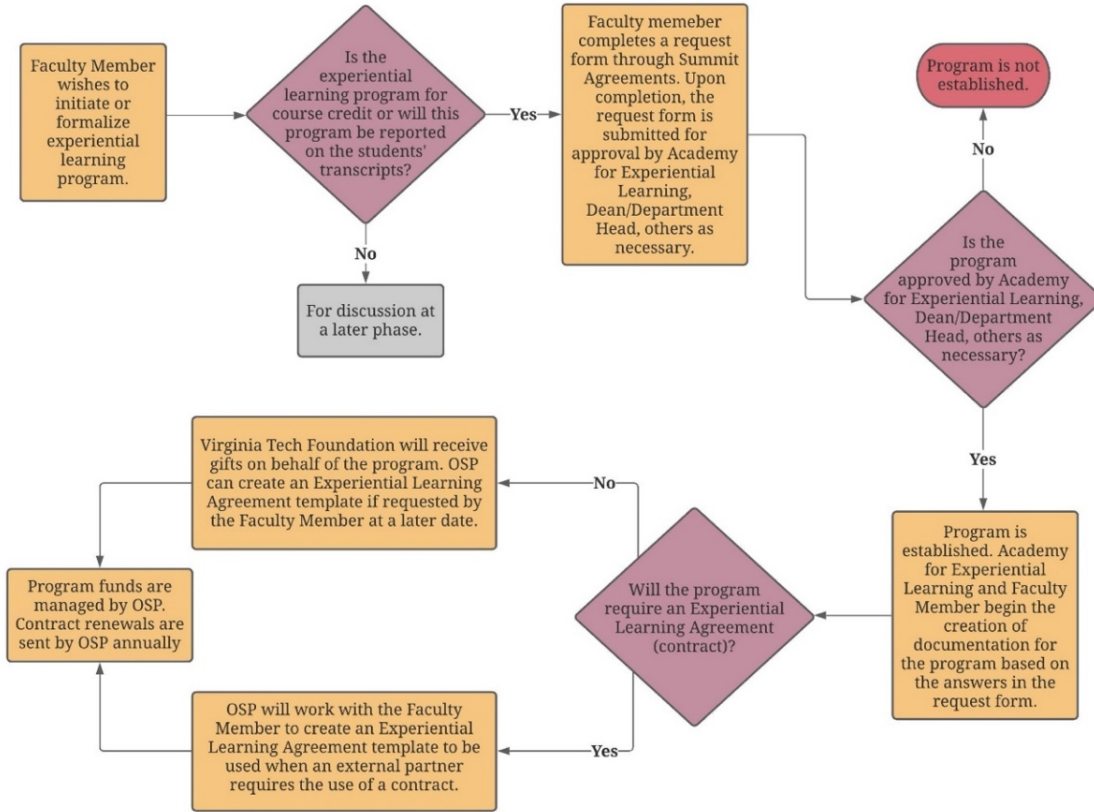 Faculty Member
wishes to
initiate or
formalize
experiential
learning
program.
Is the
experiential
learning program for
course credit or will this
program be reported
on the students'
transcripts?
Yes
No
For discussion at
a later phase.
Faculty memeber
completes a request
form through Summit
Agreements. Upon
completion, the
request form is
submitted for
approval by Academy
for Experiential
Learning,
Dean/Department
Head, others as
necessary.
Program is not
established.
No
Is the
program
approved by Academy
for Experiential Learning,
Dean/Department
Head, others as
necessary?
Yes
Program is
established. Academy
for Experiential
Learning and Faculty
Member begin the
creation of
documentation for
the program based on
the answers in the
request form.
Will the program
require an Experiential
Learning Agreement
(contract)?
No
Virginia Tech Foundation will receive
gifts on behalf of the program. OSP
can create an Experiential Learning
Agreement template if requested by
the Faculty Member at a later date.
Yes
OSP will work with the Faculty
Member to create an Experiential
Learning Agreement template to be
used when an external partner
requires the use of a contract.
Program funds are
managed by OSP.
Contract renewals are
sent by OSP annually